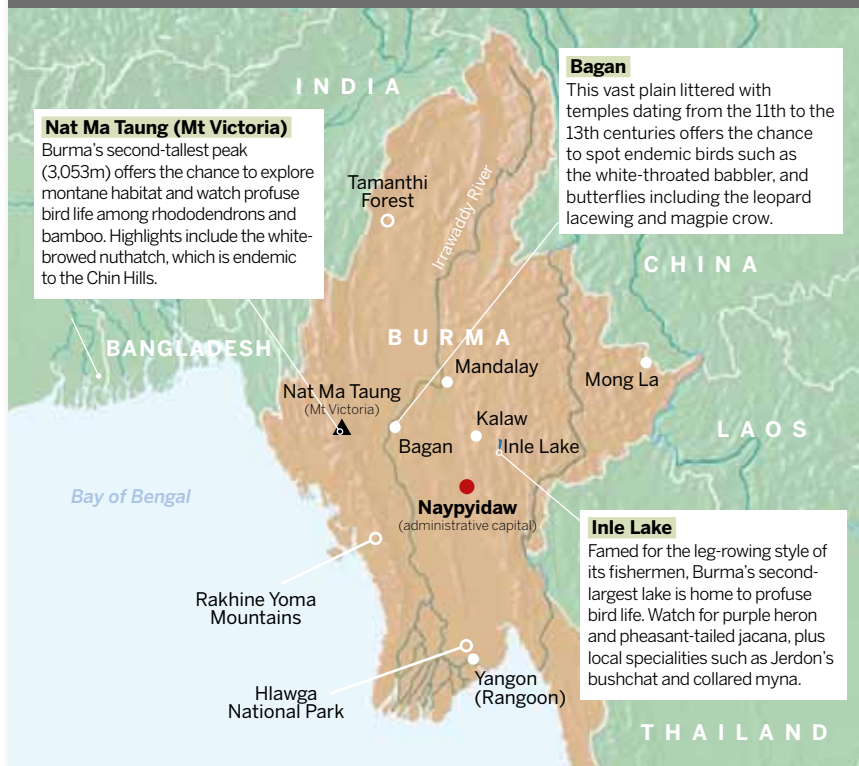 INDIA
Bagan
This vast plain littered with
temples dating from the 11th to the
13th centuries offers the chance
to spot endemic birds such as
the white-throated babbler, and
butterflies including the leopard
lacewing and magpie crow.
Nat Ma Taung (Mt Victoria)
Burma's second-tallest peak
(3,053m) offers the chance to explore
montane habitat and watch profuse
bird life among rhododendrons and
bamboo. Highlights include the white-
browed nuthatch, which is endemic
to the Chin Hills.
Tamanthi
Forest
Irrawaddy River
CHINA
BURMA
BANGLADESH
Mandalay
Mong La
Nat Ma Taung
(Mt Victoria)
Kalaw
Bagan
Inle Lake
LAOS
Bay of Bengal
Naypyidaw
(administrative capital)
Inle Lake
Famed for the leg-rowing style of
its fishermen, Burma's second-
largest lake is home to profuse
bird life. Watch for purple heron
and pheasant-tailed jacana, plus
local specialities such as Jerdon's
bushchat and collared myna.
Rakhine Yoma
Mountains
Hlawga
National Park
Yangon
(Rangoon)
THAILAND